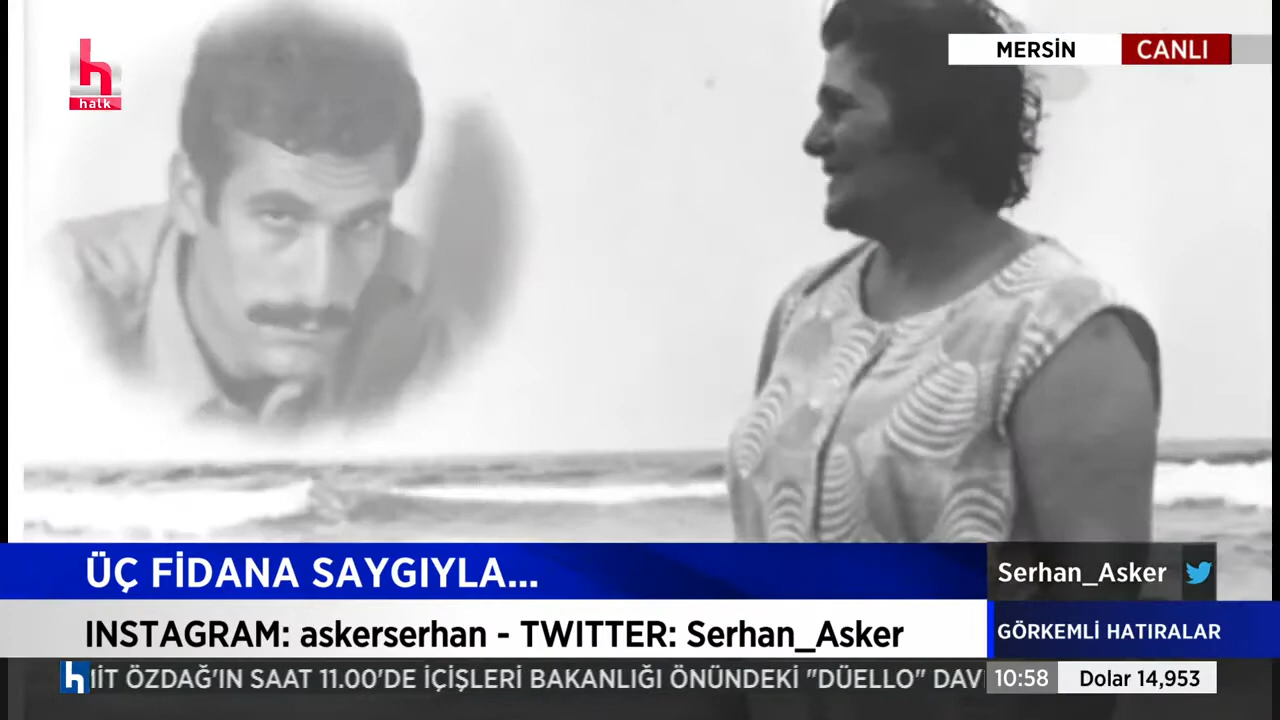 halk
MERSİN CANLI
ÜÇ FİDANA SAYGIYLA...
Serhan_Asker
INSTAGRAM: askerserhan - TWITTER: Serhan_Asker
GÖRKEMLİ HATIRALAR
ÖZDAĞ'IN SAAT 11.00'DE İÇİŞLERİ BAKANLIĞI ÖNÜNDEKİ "DÜELLO"
10:58 Dolar 14,953